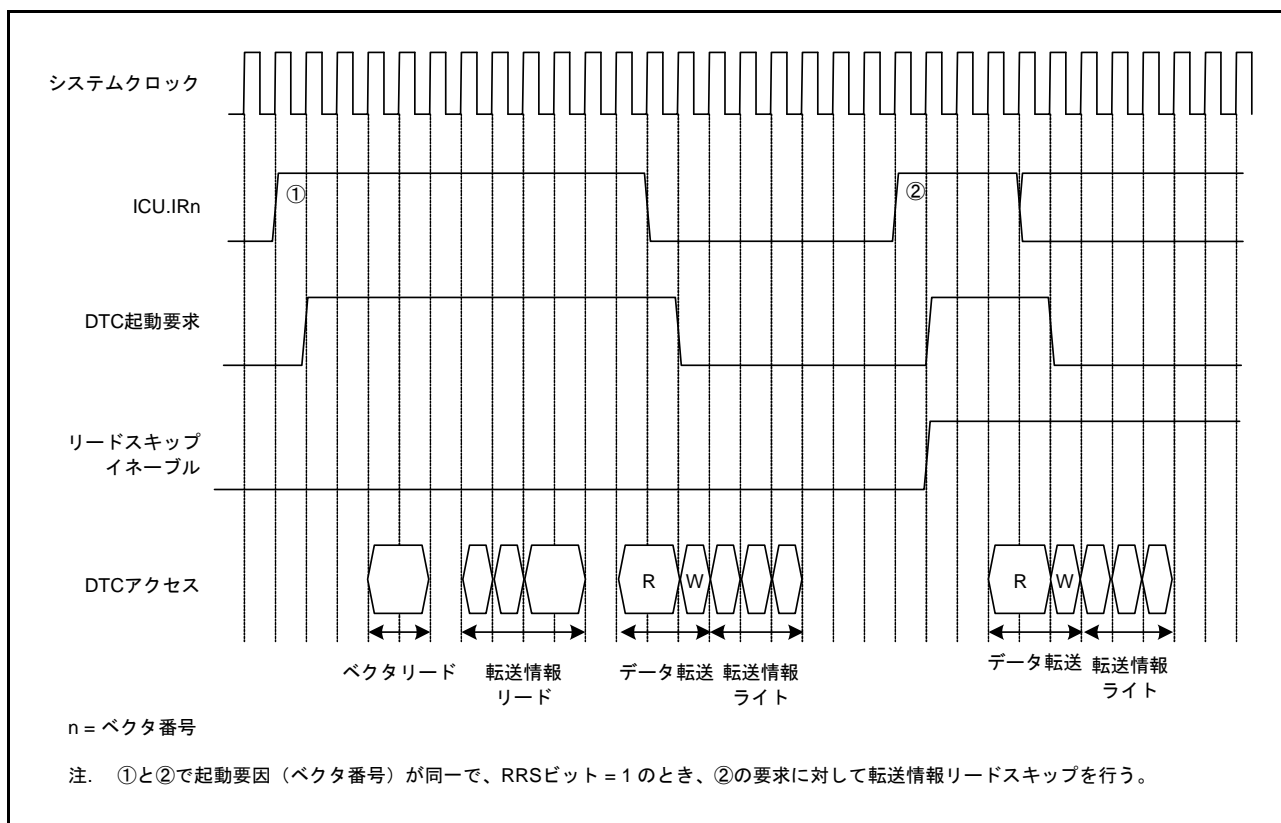 システムクロック
ICU.IRn
①
②
DTC起動要求
リードスキップ
イネーブル
DTCアクセス
R
W
R
W
ベクタリード
転送情報
リード
データ転送
転送情報
ライト
データ転送
転送情報
ライト
n = ベクタ番号
注. ①と②で起動要因（ベクタ番号）が同一で、RRSビット = 1 のとき、②の要求に対して転送情報リードスキップを行う。